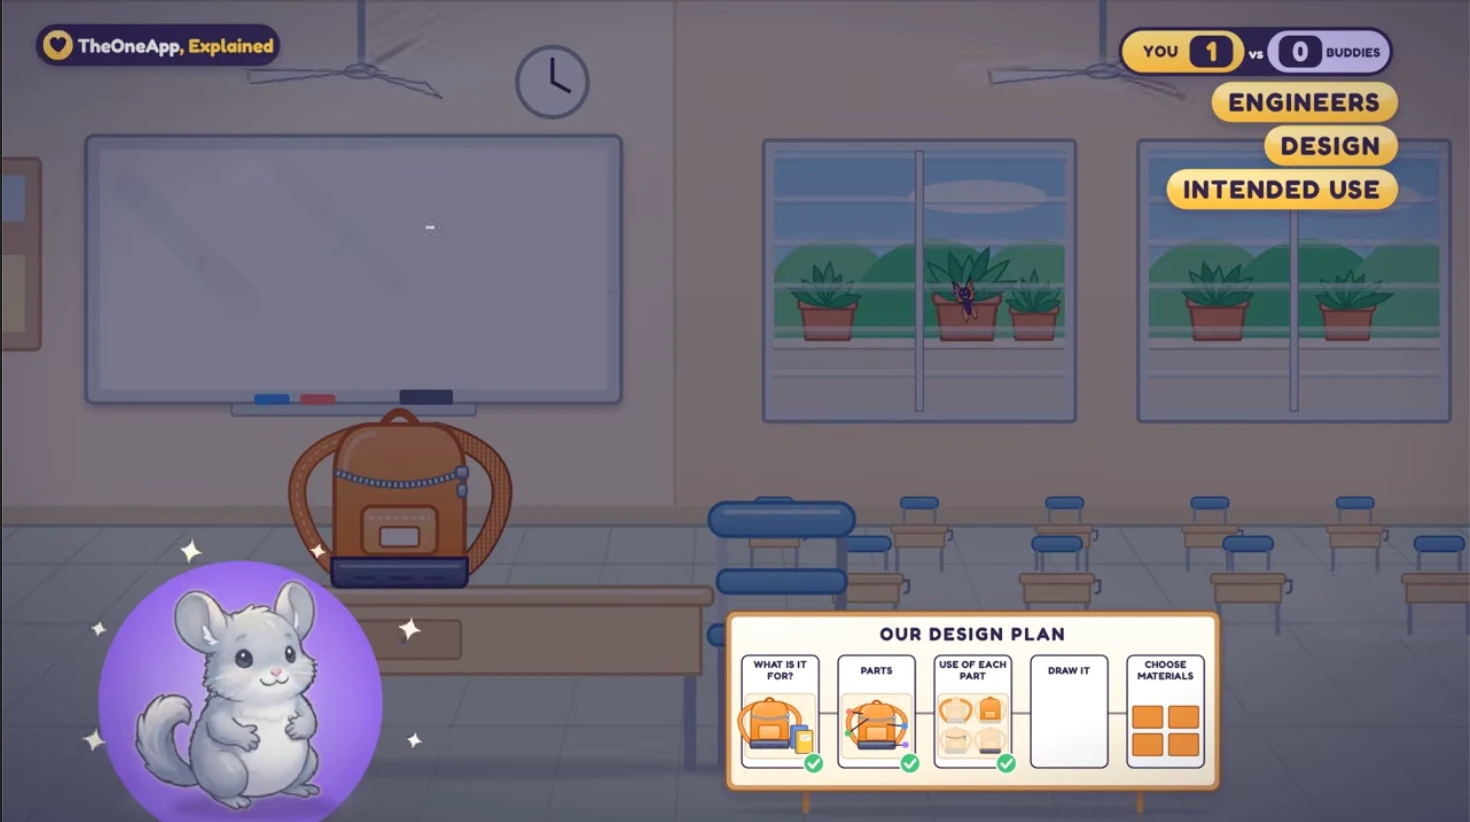 TheOneApp, Explained
YOU 1 vs 0 BUDDIES
ENGINEERS
DESIGN
INTENDED USE
OUR DESIGN PLAN
WHAT IS IT
FOR?
PARTS
USE OF EACH
PART
DRAW IT
CHOOSE
MATERIALS